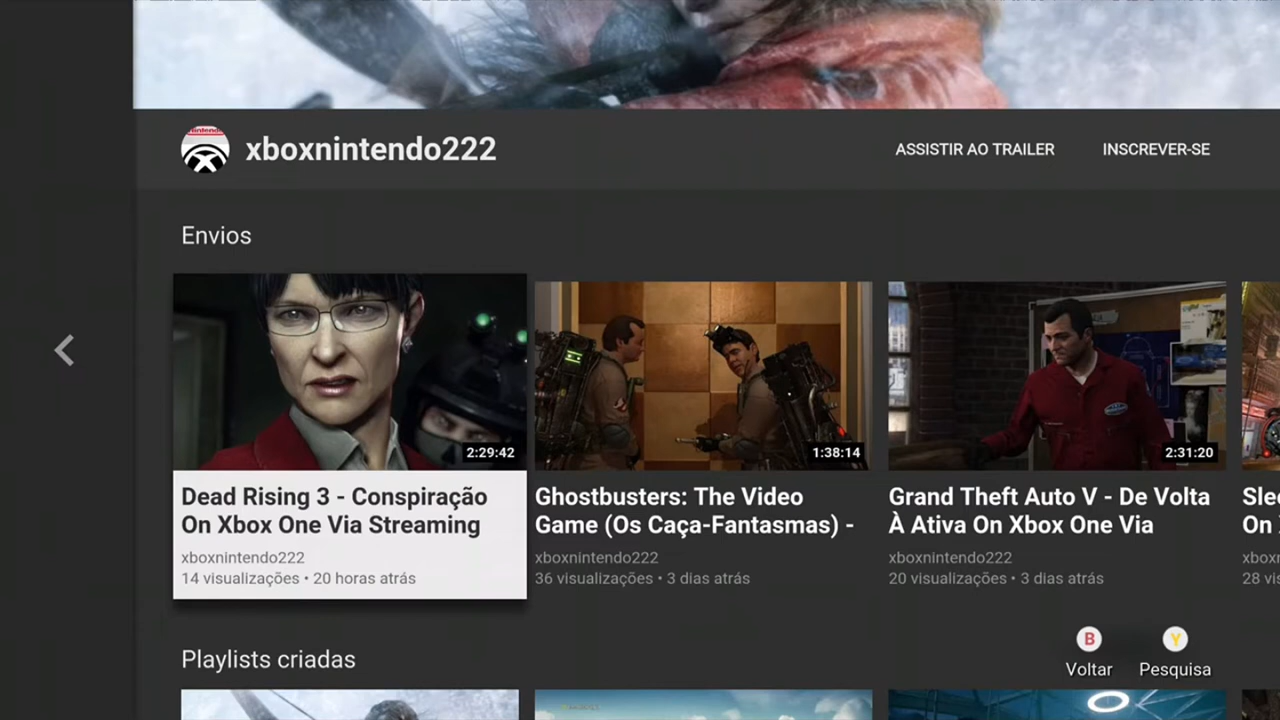 Nintendo
xboxnintendo222
ASSISTIR AO TRAILER
INSCREVER-SE
Envios
2:29:42
1:38:14
2:31:20
Dead Rising 3 - Conspiração
On Xbox One Via Streaming
xboxnintendo222
14 visualizações • 20 horas atrás
Ghostbusters: The Video
Game (Os Caça-Fantasmas) -
xboxnintendo222
36 visualizações • 3 dias atrás
Grand Theft Auto V - De Volta
À Ativa On Xbox One Via
xboxnintendo222
20 visualizações • 3 dias atrás
On
28
B
Y
Voltar
Pesquisa
Playlists criadas